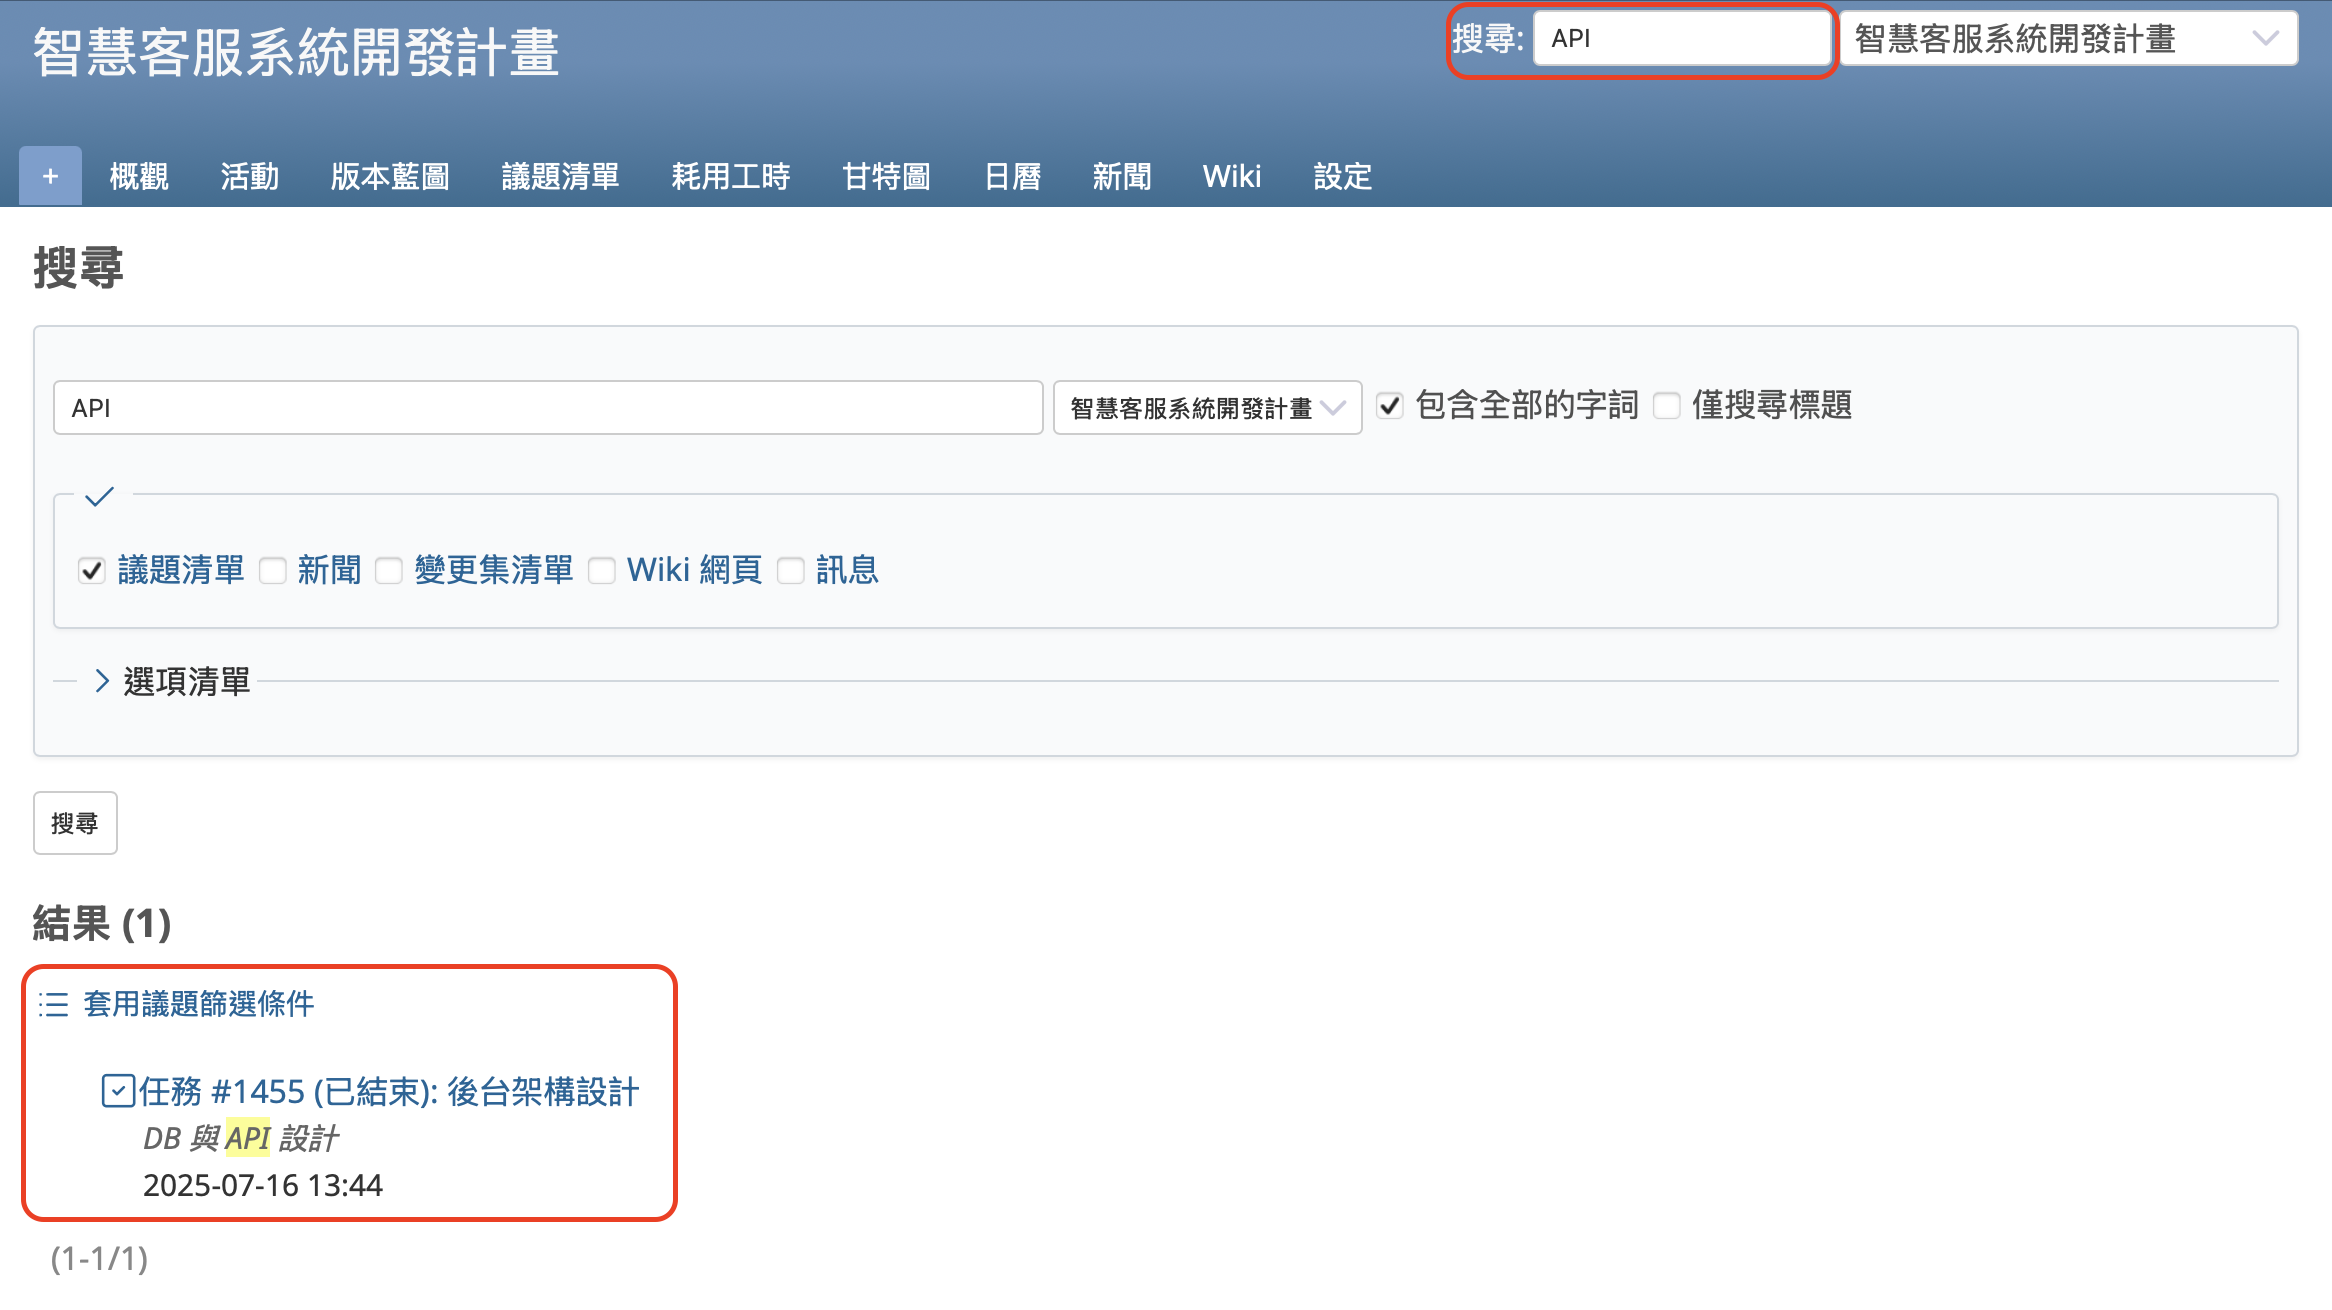 智慧客服系統開發計畫
搜尋: API 智慧客服系統開發計畫
+ 概觀 活動 版本藍圖 議題清單 耗用工時 甘特圖 日曆 新聞 Wiki 設定
搜尋
API 智慧客服系統開發計畫 包含全部的字詞 僅搜尋標題
議題清單 新聞 變更集清單 Wiki 網頁 訊息
選項清單
搜尋
結果 (1)
套用議題篩選條件
任務 #1455 (已結束): 後台架構設計
DB 與 API 設計
2025-07-16 13:44
(1-1/1)